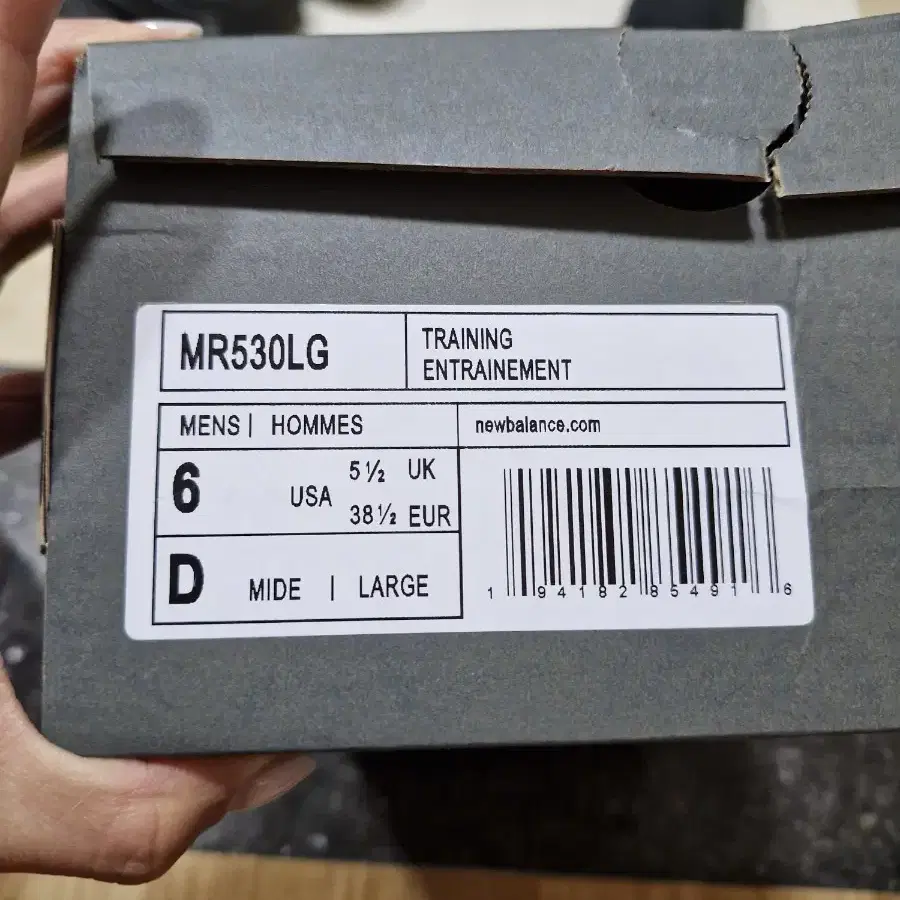 MR530LG
TRAINING
ENTRAINEMENT
MENS | HOMMES
newbalance.com
6
USA
5½ UK
38½ EUR
D
MIDE | LARGE
1 94182 85491 6